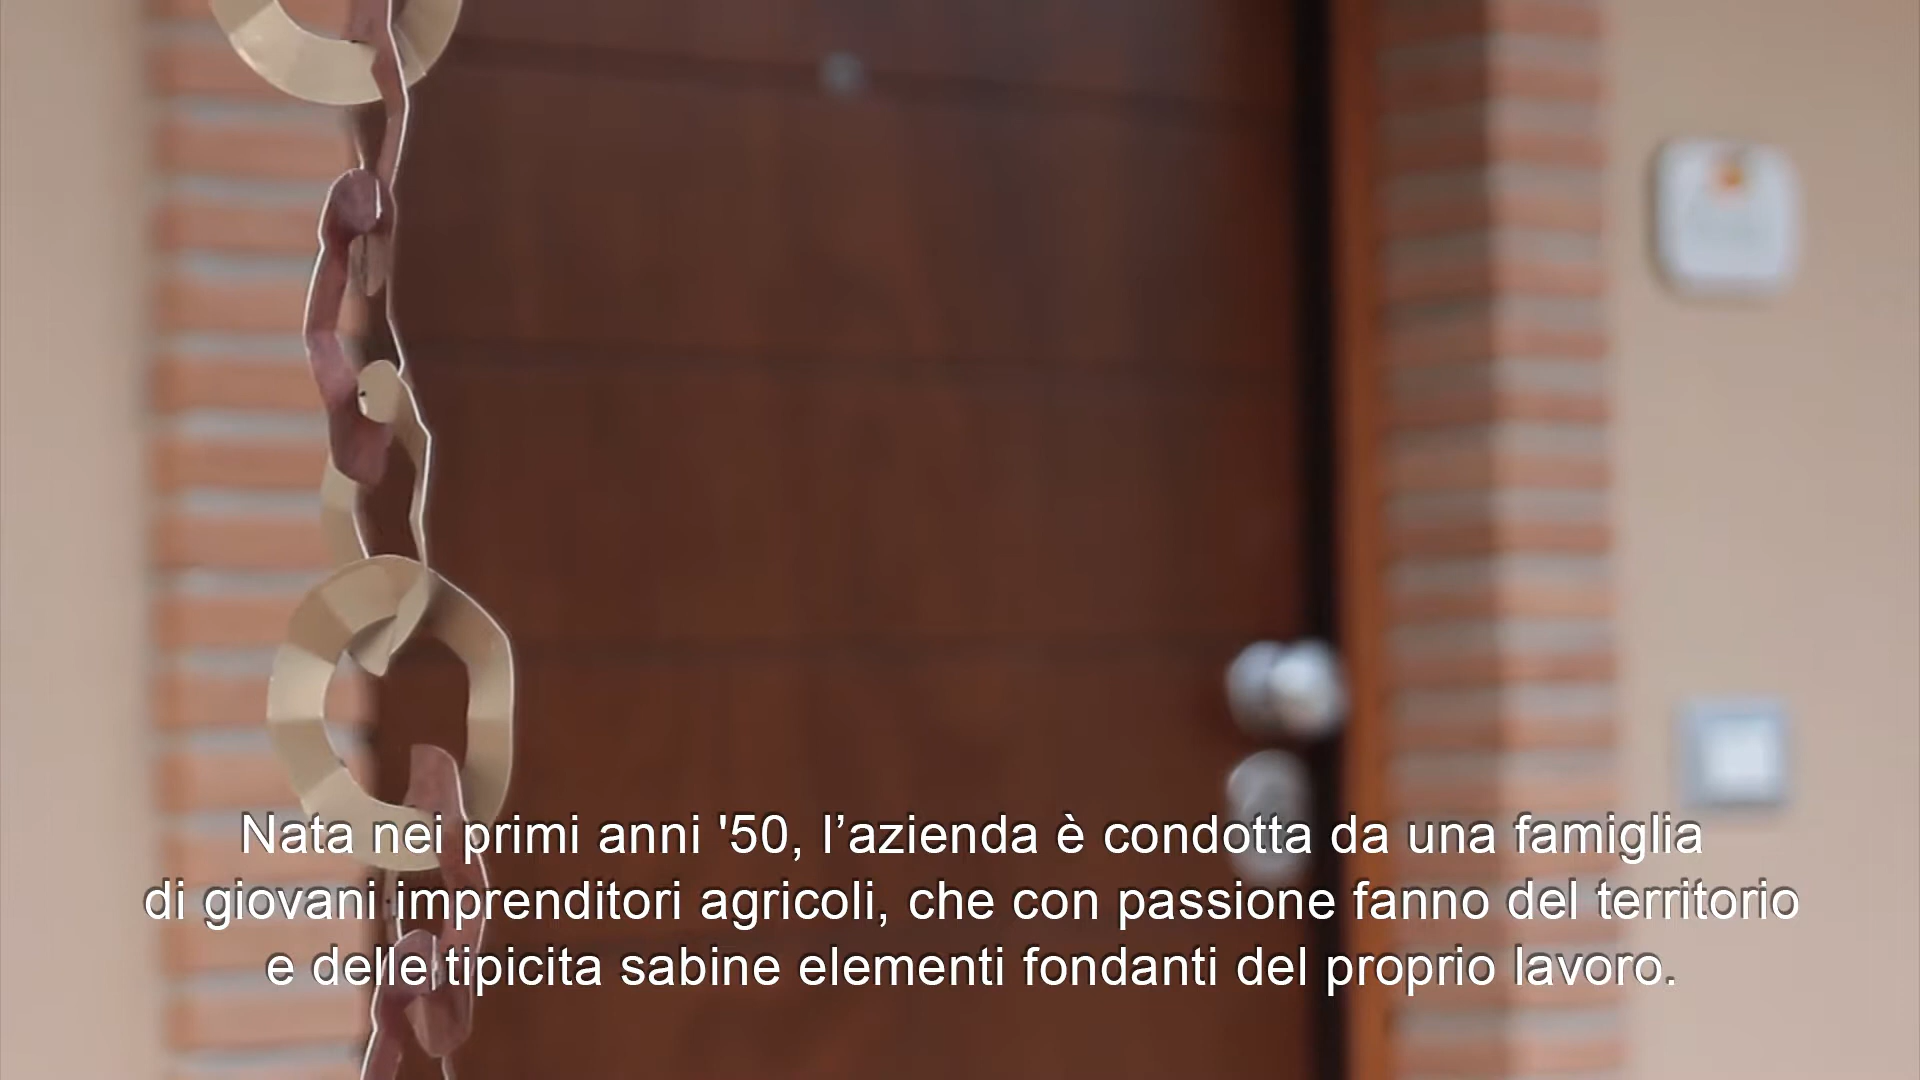 Nata nei primi anni '50, l’azienda è condotta da una famiglia
di giovani imprenditori agricoli, che con passione fanno del territorio
e delle tipicita sabine elementi fondanti del proprio lavoro.